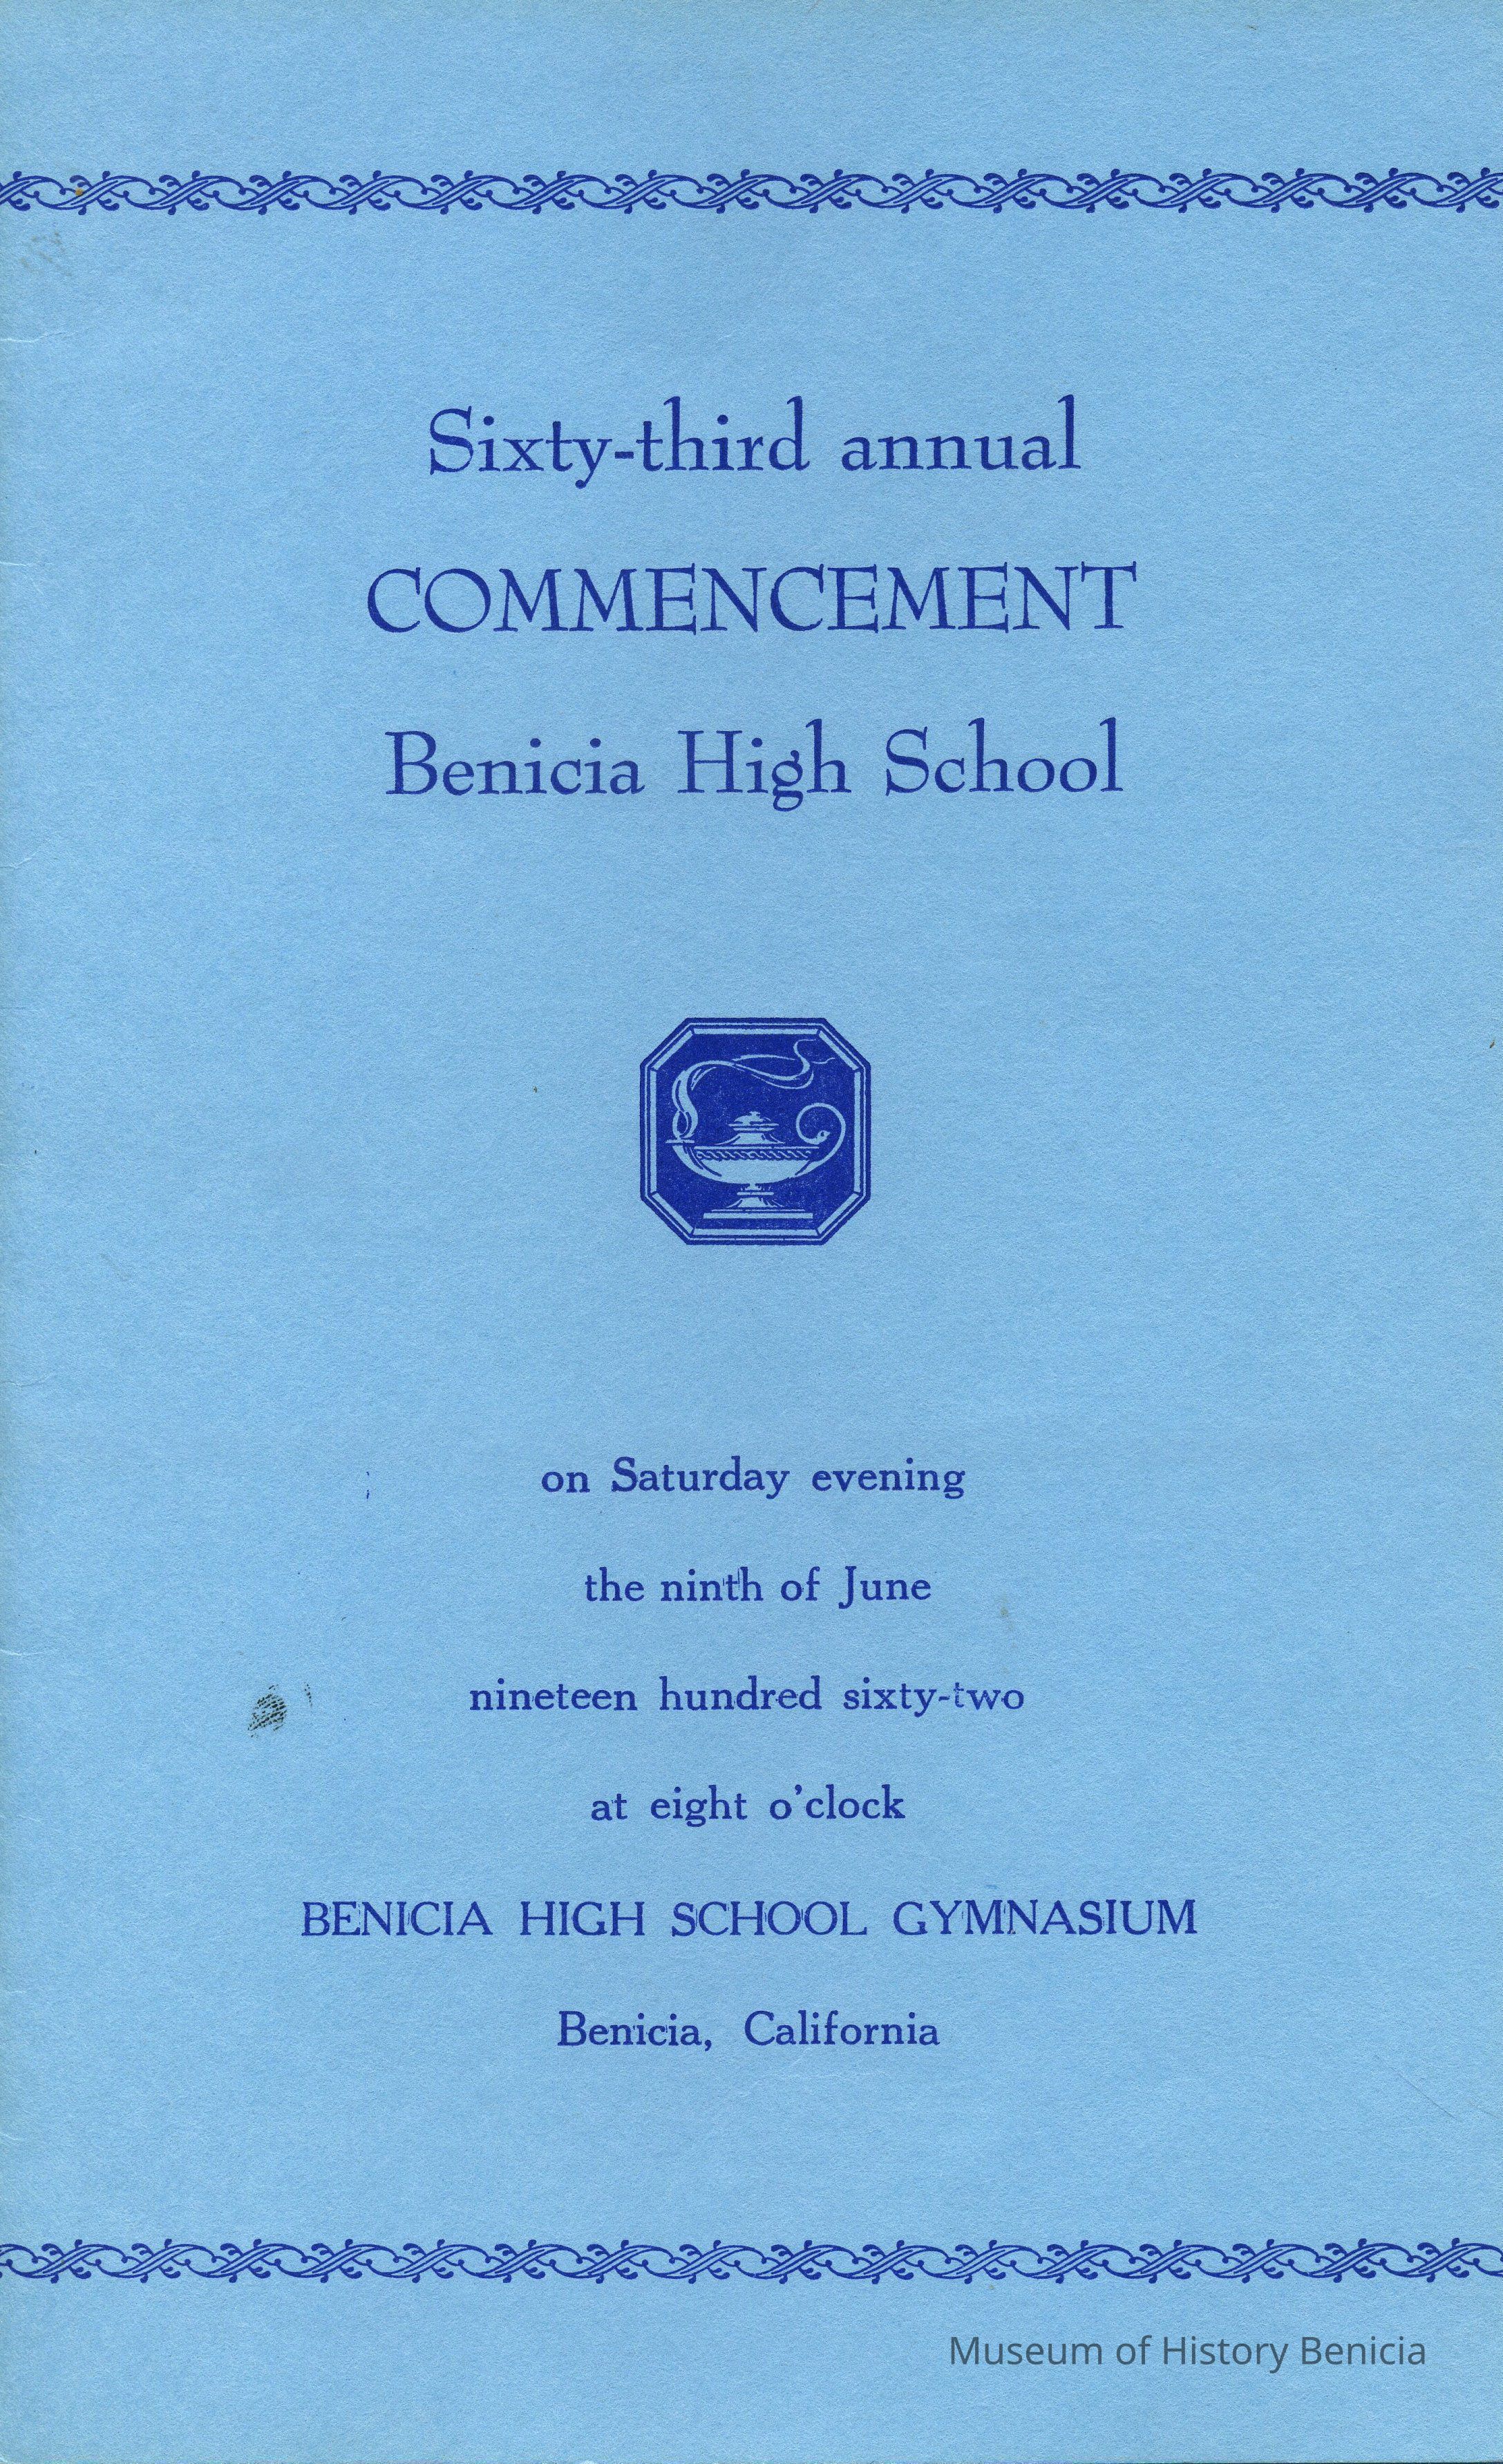 Sixty-third annual
COMMENCEMENT
Benicia High School
on Saturday evening
the ninth of June
nineteen hundred sixty-two
at eight o'clock
BENICIA HIGH SCHOOL GYMNASIUM
Benicia, California
Museum of History Benicia